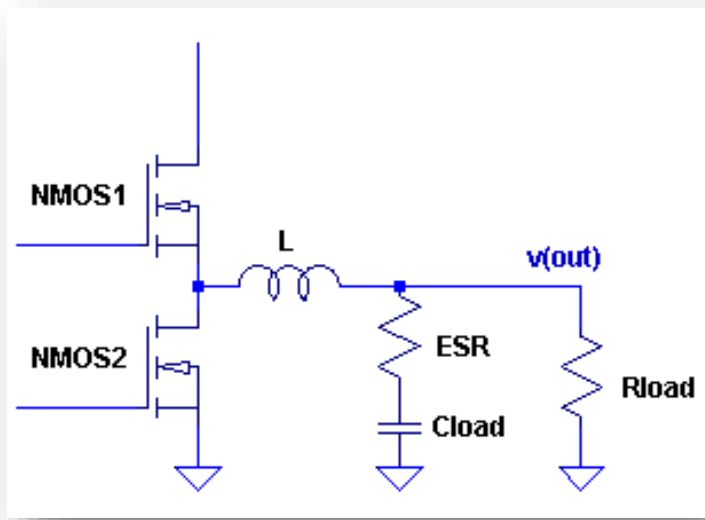 NMOS1
L
v(out)
NMOS2
ESR
Rload
Cload